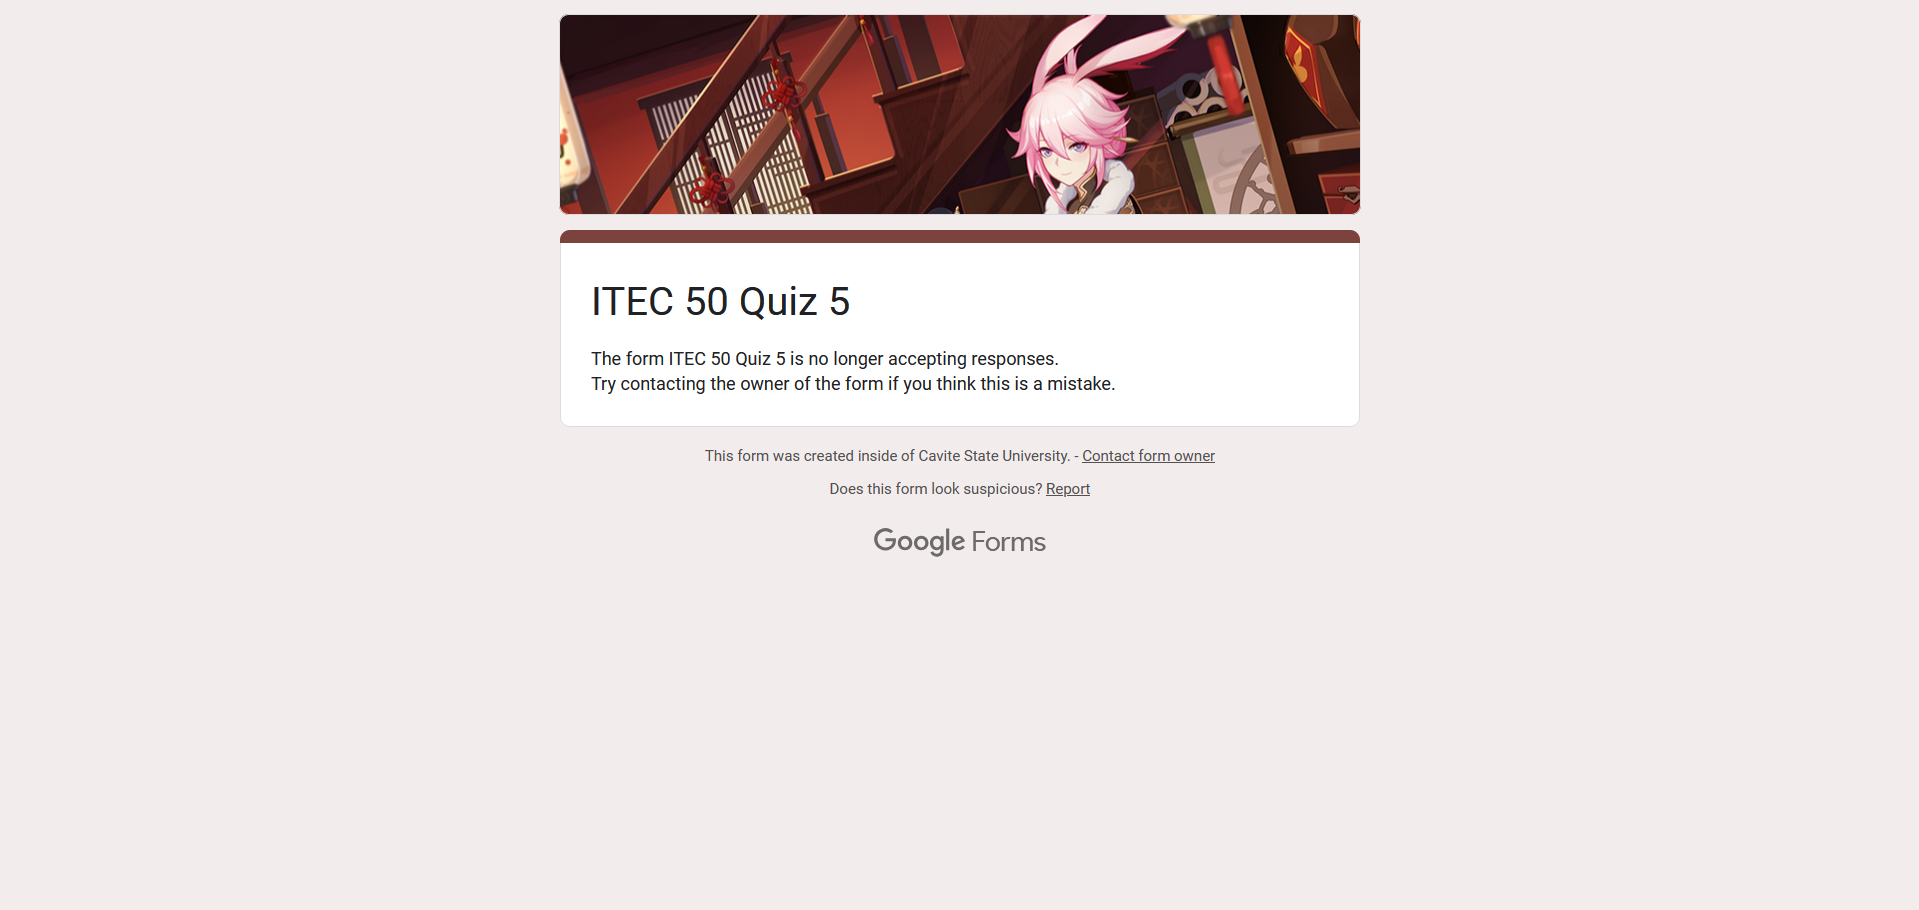 ITEC 50 Quiz 5
The form ITEC 50 Quiz 5 is no longer accepting responses.
Try contacting the owner of the form if you think this is a mistake.
This form was created inside of Cavite State University. - Contact form owner
Does this form look suspicious? Report
Google Forms